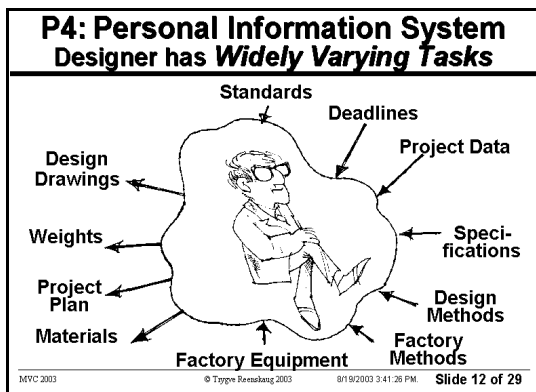 P4: Personal Information System
Designer has Widely Varying Tasks
Standards
Deadlines
Project Data
Design
Drawings
Weights
Speci-
fications
Project
Plan
Design
Methods
Materials
Factory
Methods
Factory Equipment
MVC 2003
© Trygve Reenskaug 2003
8/19/2003 3:41:26 PM.
Slide 12 of 29